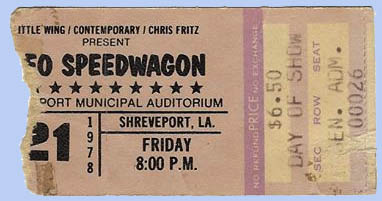 ITTLE WING / CONTEMPORARY / CHRIS FRITZ
PRESENT
EO SPEEDWAGON
PORT MUNICIPAL AUDITORIUM
21
1978
SHREVEPORT, LA.
FRIDAY
8:00 P.M.
NO REFUND PRICE NO EXCHANGE
$6.50
DAY OF SHOW
SEC ROW SEAT
EN. ADM.
00026